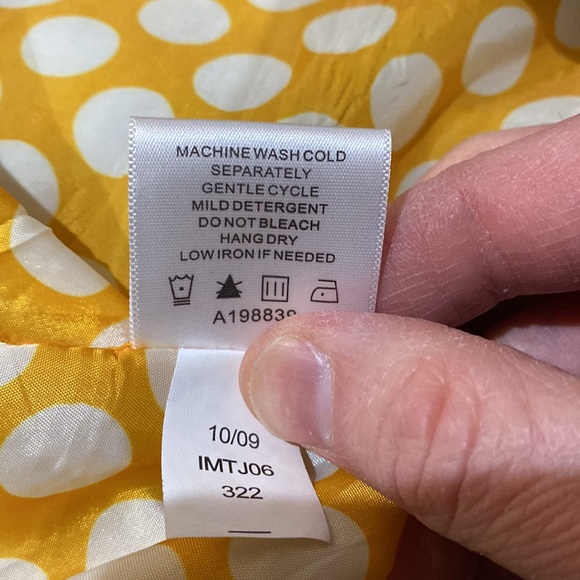 MACHINE WASH COLD
SEPARATELY
GENTLE CYCLE
MILD DETERGENT
DO NOT BLEACH
HANG DRY
LOW IRON IF NEEDED
A198839
10/09
IMTJ06
322